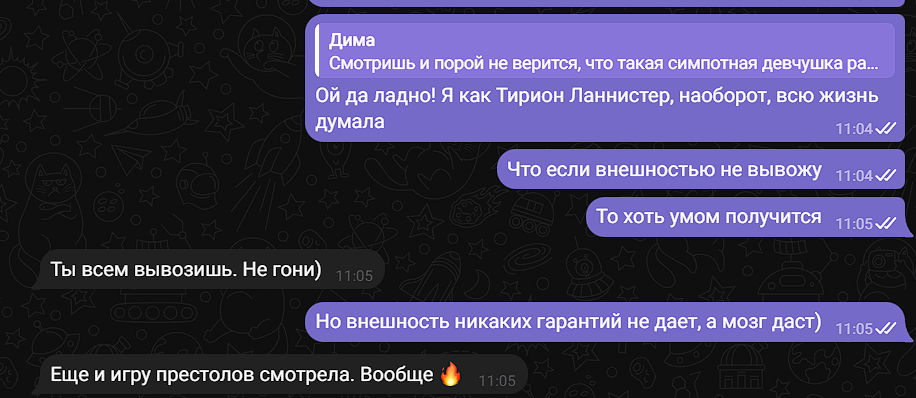 Дима
Смотришь и порой не верится, что такая симпотная девчушка ра...
Ой да ладно! Я как Тирион Ланнистер, наоборот, всю жизнь
думала
11:04
Что если внешностью не вывожу 11:04
То хоть умом получится 11:05
Ты всем вывозишь. Не гони) 11:05
Но внешность никаких гарантий не дает, а мозг даст) 11:05
Еще и игру престолов смотрела. Вообще 🔥 11:05